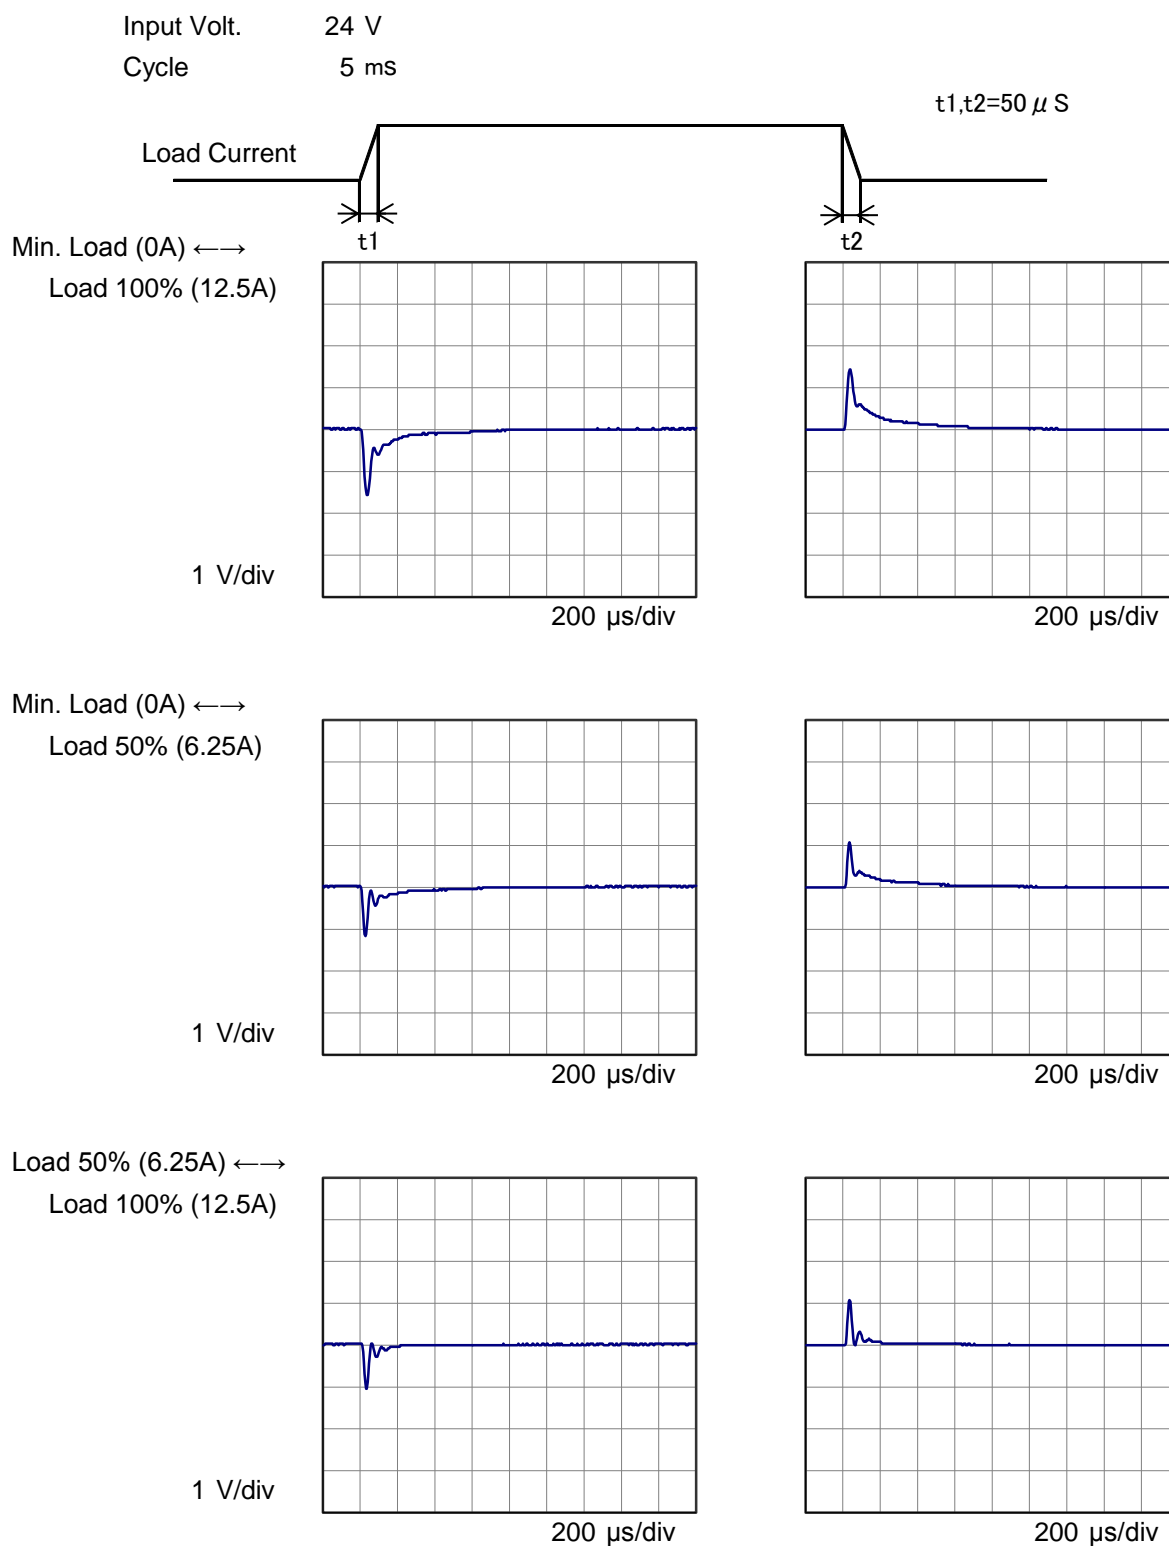 Input Volt. 24 V
Cycle 5 ms
t1,t2=50μS
Load Current
t1 t2
Min. Load (0A) ←→
Load 100% (12.5A)
1 V/div
200 µs/div 200 µs/div
Min. Load (0A) ←→
Load 50% (6.25A)
1 V/div
200 µs/div 200 µs/div
Load 50% (6.25A) ←→
Load 100% (12.5A)
1 V/div
200 µs/div 200 µs/div